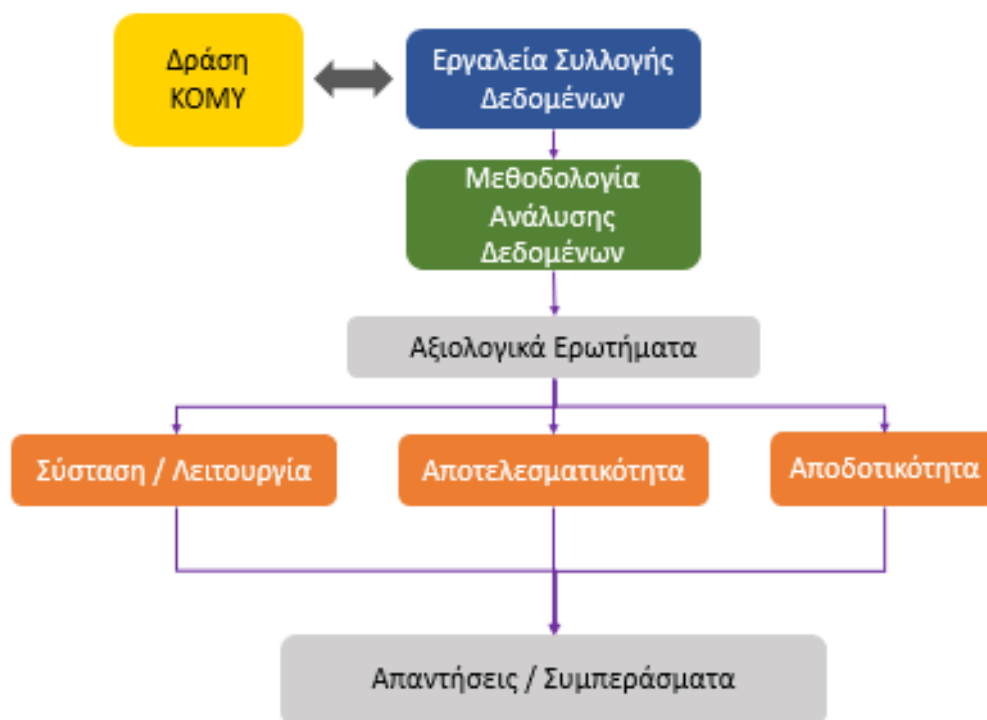 Δράση
ΚΟΜΥ
Εργαλεία Συλλογής
Δεδομένων
Μεθοδολογία
Ανάλυσης
Δεδομένων
Αξιολογικά Ερωτήματα
Σύσταση / Λειτουργία
Αποτελεσματικότητα
Αποδοτικότητα
Απαντήσεις / Συμπεράσματα